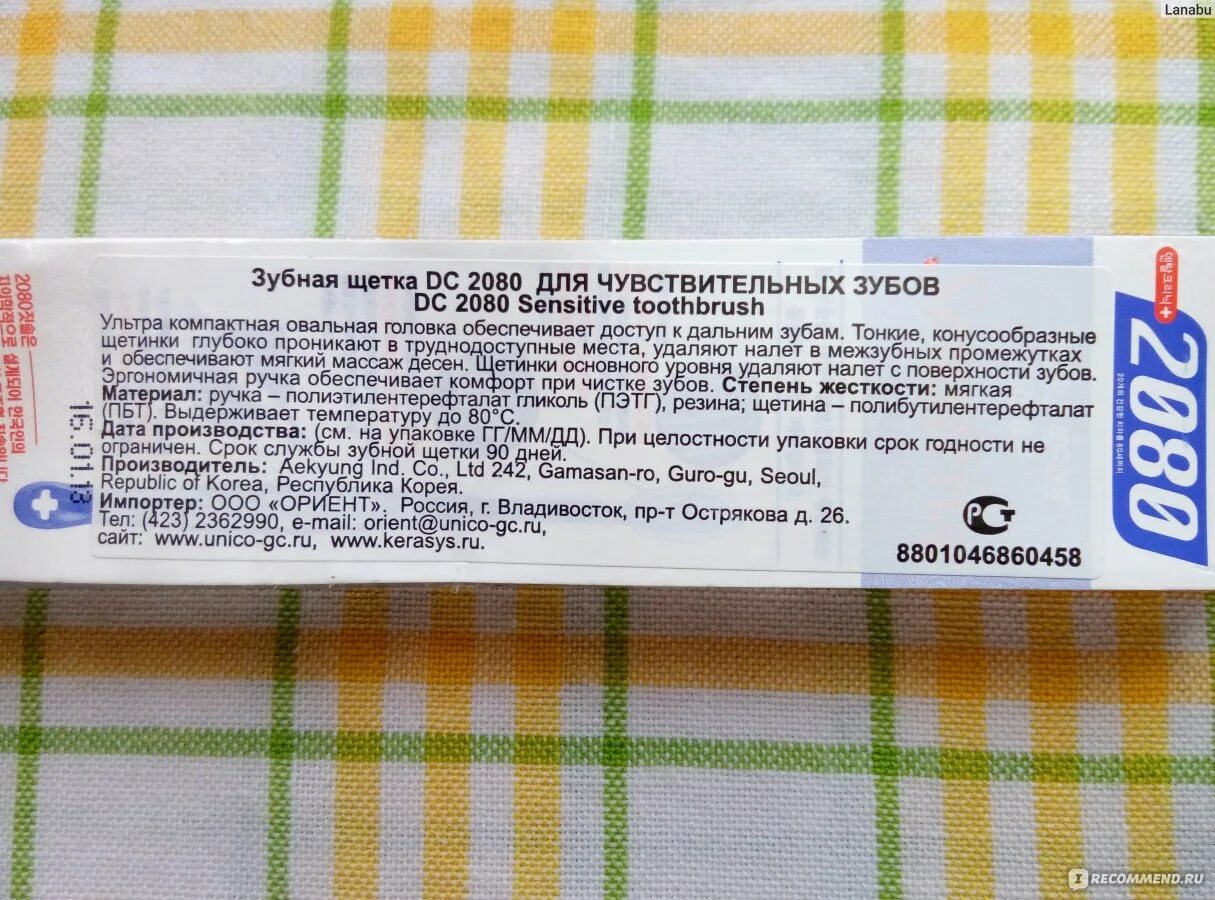 Lanabu
Зубная щетка DC 2080 ДЛЯ ЧУВСТВИТЕЛЬНЫХ ЗУБОВ
DC 2080 Sensitive toothbrush
Ультра компактная овальная головка обеспечивает доступ к дальним зубам. Тонкие, конусообразные
щетинки глубоко проникают в труднодоступные места, удаляют налет в межзубных промежутках
и обеспечивают мягкий массаж десен. Щетинки основного уровня удаляют налет с поверхности зубов.
Эргономичная ручка обеспечивает комфорт при чистке зубов. Степень жесткости: мягкая
Материал: ручка – полиэтилентерефталат гликоль (ПЭТГ), резина; щетина – полибутилентерефталат
(ПБТ). Выдерживает температуру до 80°C.
Дата производства: (см. на упаковке ГГ/ММ/ДД). При целостности упаковки срок годности не
ограничен. Срок службы зубной щетки 90 дней.
Производитель: Aekyung Ind. Co., Ltd 242, Gamasan-ro, Guro-gu, Seoul,
Republic of Korea, Республика Корея.
Импортер: ООО «ОРИЕНТ». Россия, г. Владивосток, пр-т Острякова д. 26.
Тел: (423) 2362990, e-mail: orient@unico-gc.ru,
сайт: www.unico-gc.ru, www.kerasys.ru.
РСТ
8801046860458
16.01.13
2080
RECOMMEND.RU